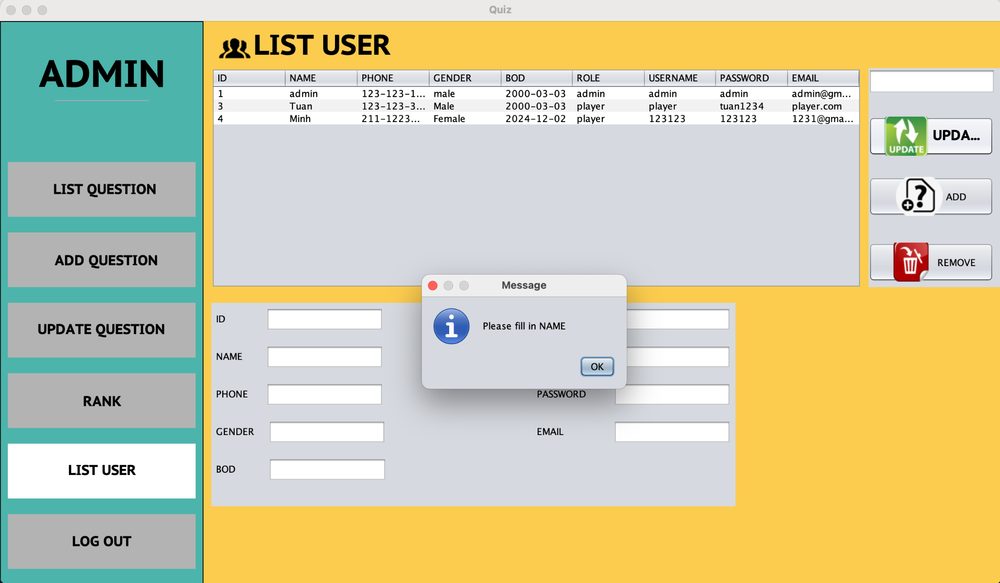 Quiz
ADMIN
LIST QUESTION
ADD QUESTION
UPDATE QUESTION
RANK
LIST USER
LOG OUT
LIST USER
ID NAME PHONE GENDER BOD ROLE USERNAME PASSWORD EMAIL
1 admin 123-123-1... male 2000-03-03 admin admin admin admin@gm...
3 Tuan 123-123-3... Male 2000-03-03 player player tuan1234 player.com
4 Minh 211-1223... Female 2024-12-02 player 123123 123123 1231@gma...
UPDATE UPDA...
ADD
REMOVE
Message
Please fill in NAME
OK
ID
NAME
PHONE
GENDER
BOD
PASSWORD
EMAIL